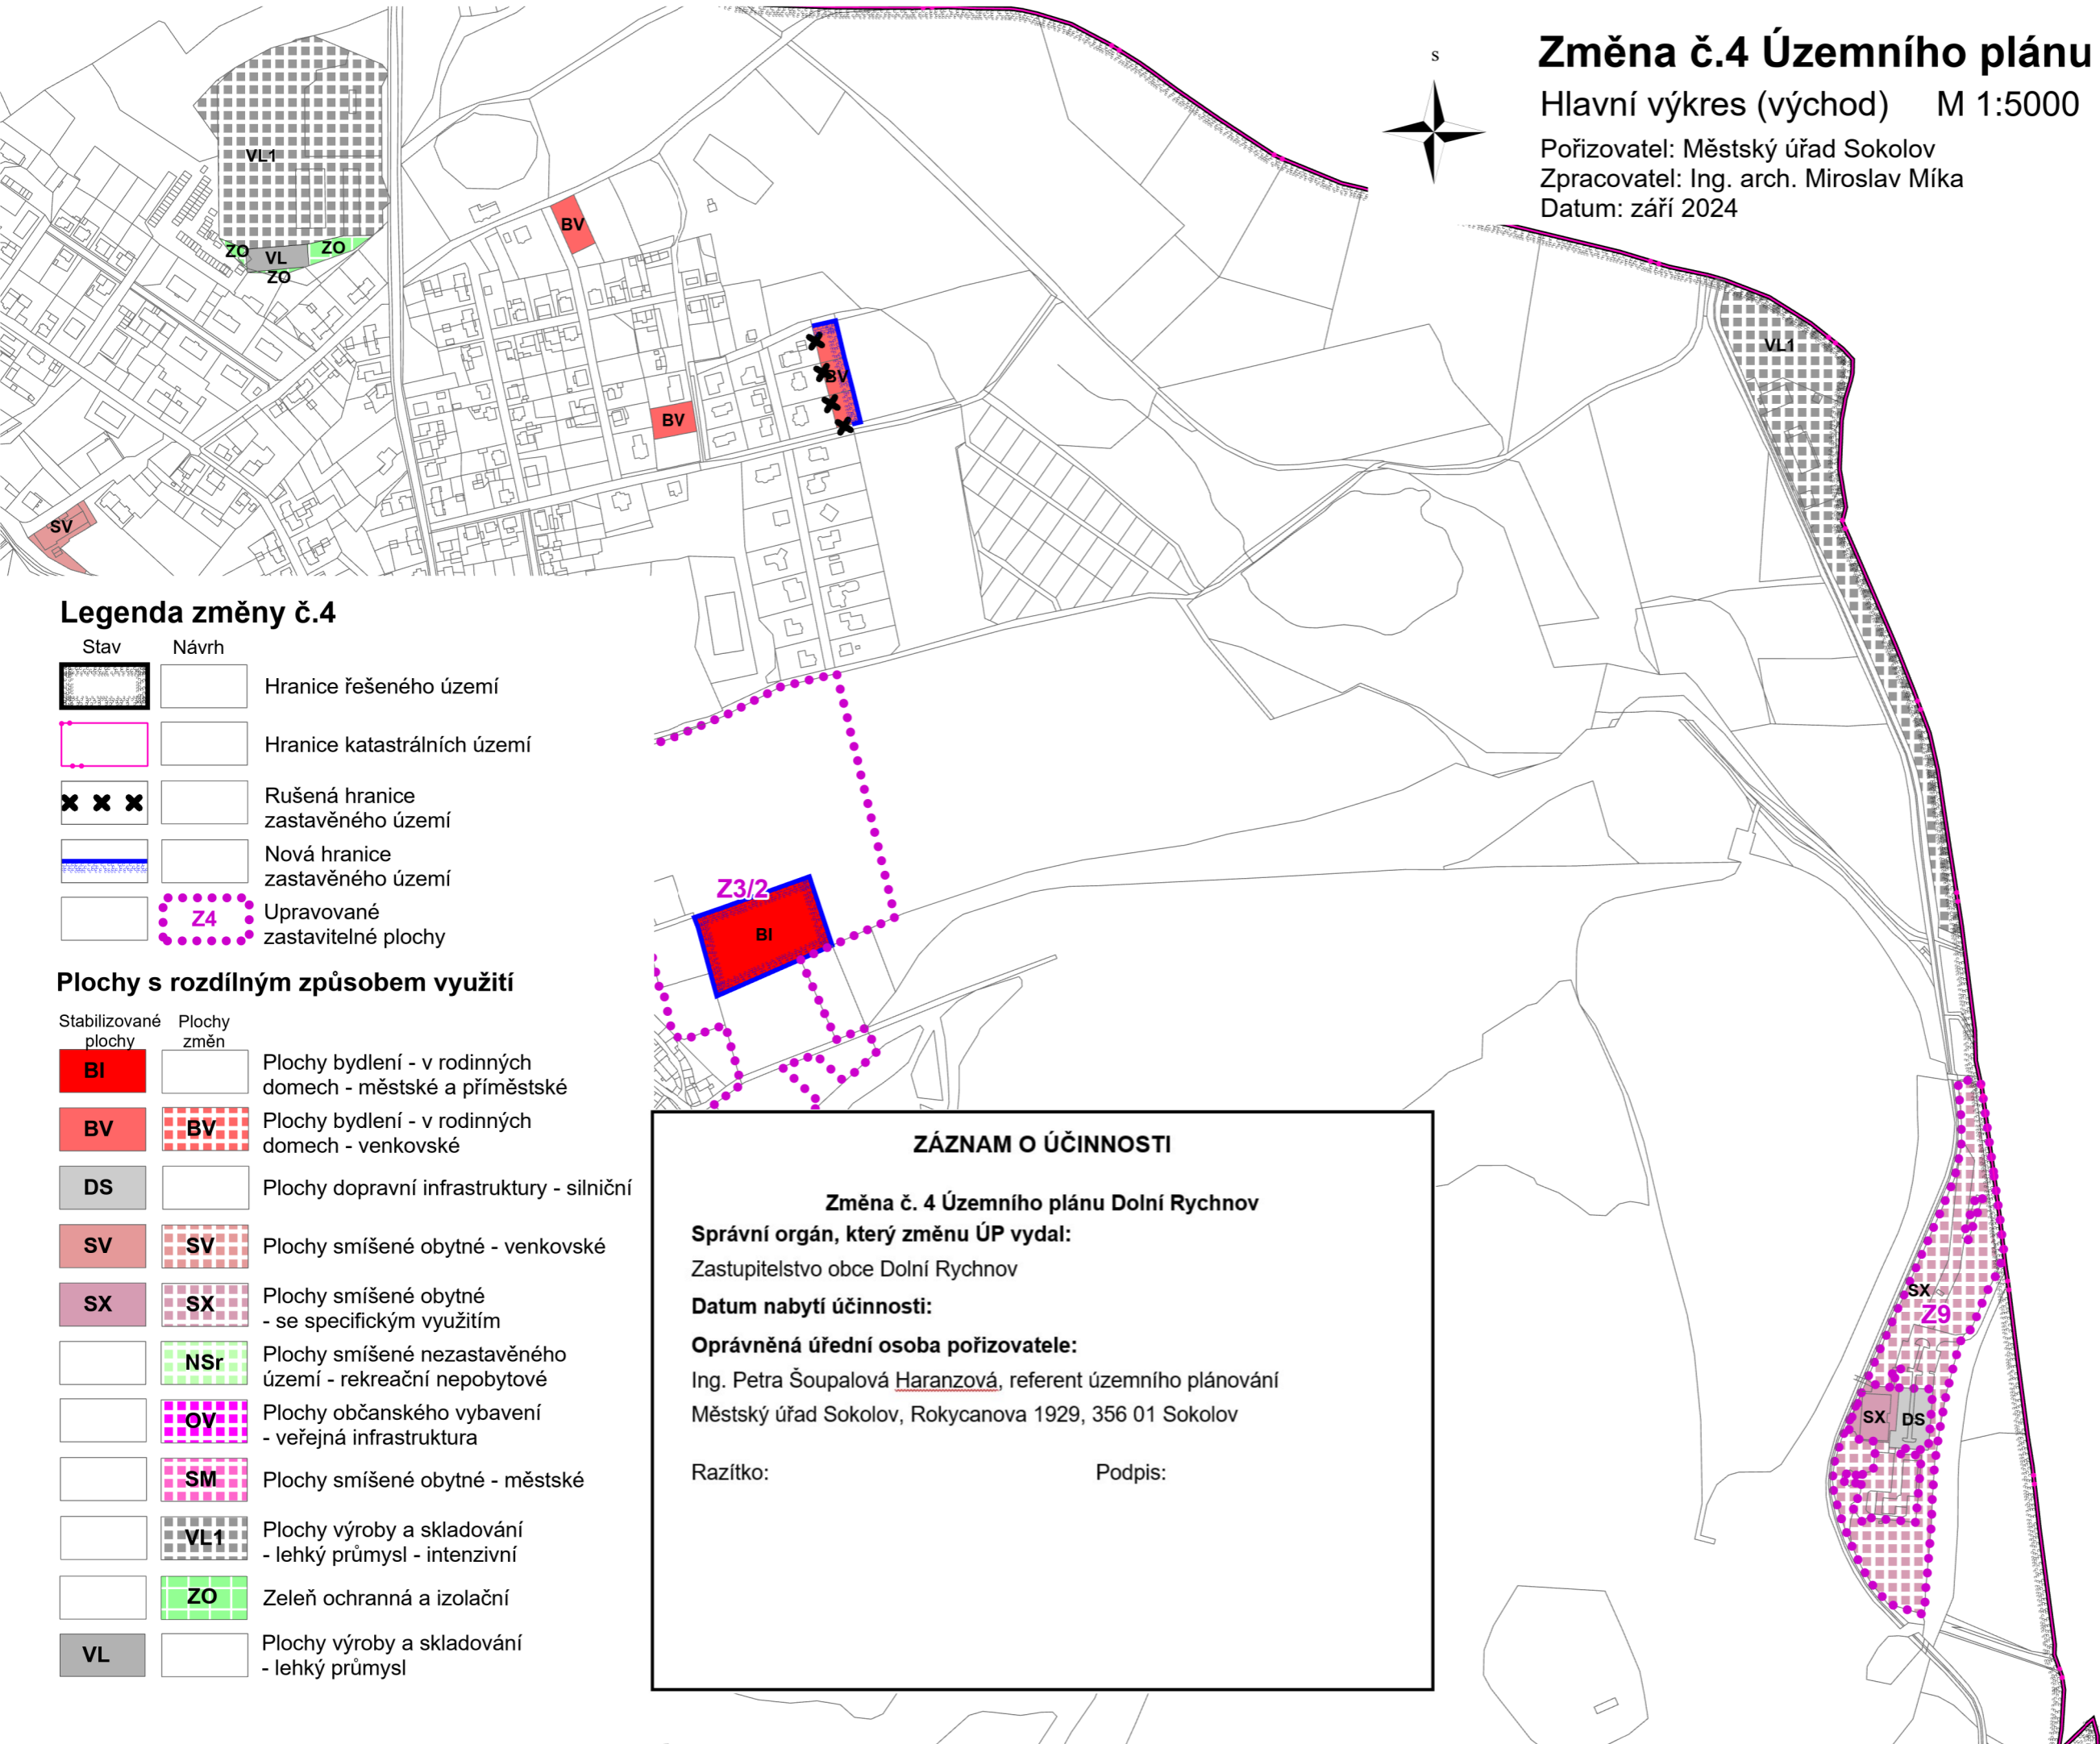 S
Změna č.4 Územního plánu
Hlavní výkres (východ) M 1:5000
Pořizovatel: Městský úřad Sokolov
Zpracovatel: Ing. arch. Miroslav Míka
Datum: září 2024
VL1
ZO
VL
ZO
ZO
BV
BV
BV
SV
VL1
Legenda změny č.4
Stav Návrh
Hranice řešeného území
Hranice katastrálních území
Rušená hranice
zastavěného území
Nová hranice
zastavěného území
Z4
Upravované
zastavitelné plochy
Plochy s rozdílným způsobem využití
Stabilizované Plochy
plochy změn
BI
Plochy bydlení - v rodinných
domech - městské a příměstské
BV BV
Plochy bydlení - v rodinných
domech - venkovské
DS Plochy dopravní infrastruktury - silniční
SV SV Plochy smíšené obytné - venkovské
SX SX
Plochy smíšené obytné
- se specifickým využitím
NSr
Plochy smíšené nezastavěného
území - rekreační nepobytové
OV
Plochy občanského vybavení
- veřejná infrastruktura
SM Plochy smíšené obytné - městské
VL1
Plochy výroby a skladování
- lehký průmysl - intenzivní
ZO Zeleň ochranná a izolační
VL
Plochy výroby a skladování
- lehký průmysl
Z3/2
BI
SX
Z9
SX DS
ZÁZNAM O ÚČINNOSTI
Změna č. 4 Územního plánu Dolní Rychnov
Správní orgán, který změnu ÚP vydal:
Zastupitelstvo obce Dolní Rychnov
Datum nabytí účinnosti:
Oprávněná úřední osoba pořizovatele:
Ing. Petra Šoupalová Haranzová, referent územního plánování
Městský úřad Sokolov, Rokycanova 1929, 356 01 Sokolov
Razítko: Podpis: